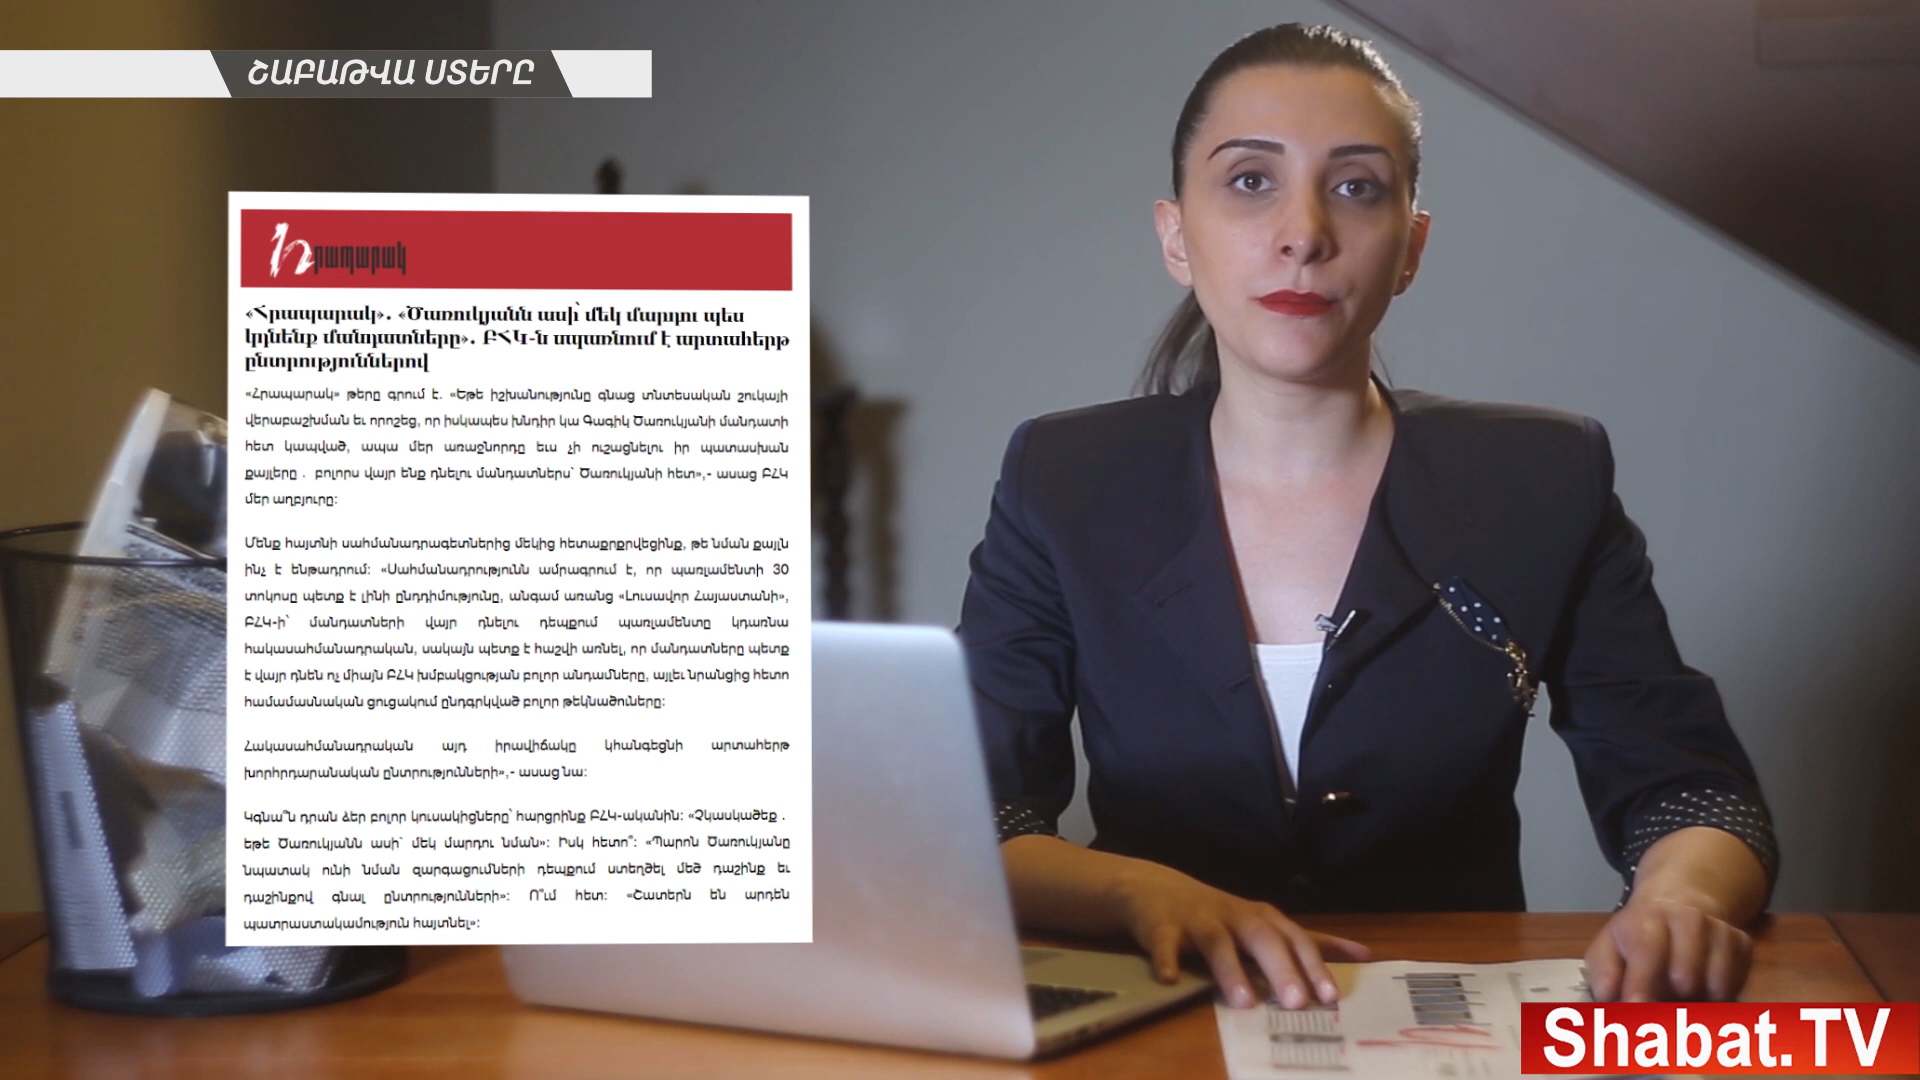 ՇԱԲԱԹՎԱ ՍՏԵՐԸ
Հրապարակ
«Հրապարակ». «Ծառուկյանն ասի՝ մեկ մարդու պես
կդնենք մանդատները». ԲՀԿ-ն սպառնում է արտահերթ
ընտրություններով
«Հրապարակ» թերը գրում է. «Եթե իշխանությունը գնաց տնտեսական շուկայի
վերաբաշխման եւ որոշեց, որ իսկապես խնդիր կա Գագիկ Ծառուկյանի մանդատի
հետ կապված, ապա մեր առաջնորդը եւս չի ուշացնելու իր պատասխան
քայլերը . բոլորս վայր ենք դնելու մանդատներս՝ Ծառուկյանի հետ»,- ասաց ԲՀԿ
մեր աղբյուրը:
Մենք հայտնի սահմանադրագետներից մեկից հետաքրքրվեցինք, թե նման քայլն
ինչ է ենթադրում: «Սահմանադրությունն ամրագրում է, որ պառլամենտի 30
տոկոսը պետք է լինի ընդդիմությունը, անգամ առանց «Լուսավոր Հայաստանի»,
ԲՀԿ-ի՝ մանդատների վայր դնելու դեպքում պառլամենտը կդառնա
հակասահմանադրական, սակայն պետք է հաշվի առնել, որ մանդատները պետք
է վայր դնեն ոչ միայն ԲՀԿ խմբակցության բոլոր անդամները, այլեւ նրանցից հետո
համամասնական ցուցակում ընդգրկված բոլոր թեկնածուները:
Հակասահմանադրական այդ իրավիճակը կհանգեցնի արտահերթ
խորհրդարանական ընտրությունների»,- ասաց նա:
Կգնա՞ն դրան ձեր բոլոր կուսակիցները՝ հարցրինք ԲՀԿ-ականին: «Չկասկածեք .
եթե Ծառուկյանն ասի՝ մեկ մարդու նման»: Իսկ հետո՞: «Պարոն Ծառուկյանը
նպատակ ունի նման զարգացումների դեպքում ստեղծել մեծ դաշինք եւ
դաշինքով գնալ ընտրությունների»: Ո՞ւմ հետ: «Շատերն են արդեն
պատրաստակամություն հայտնել»:
Shabat.TV